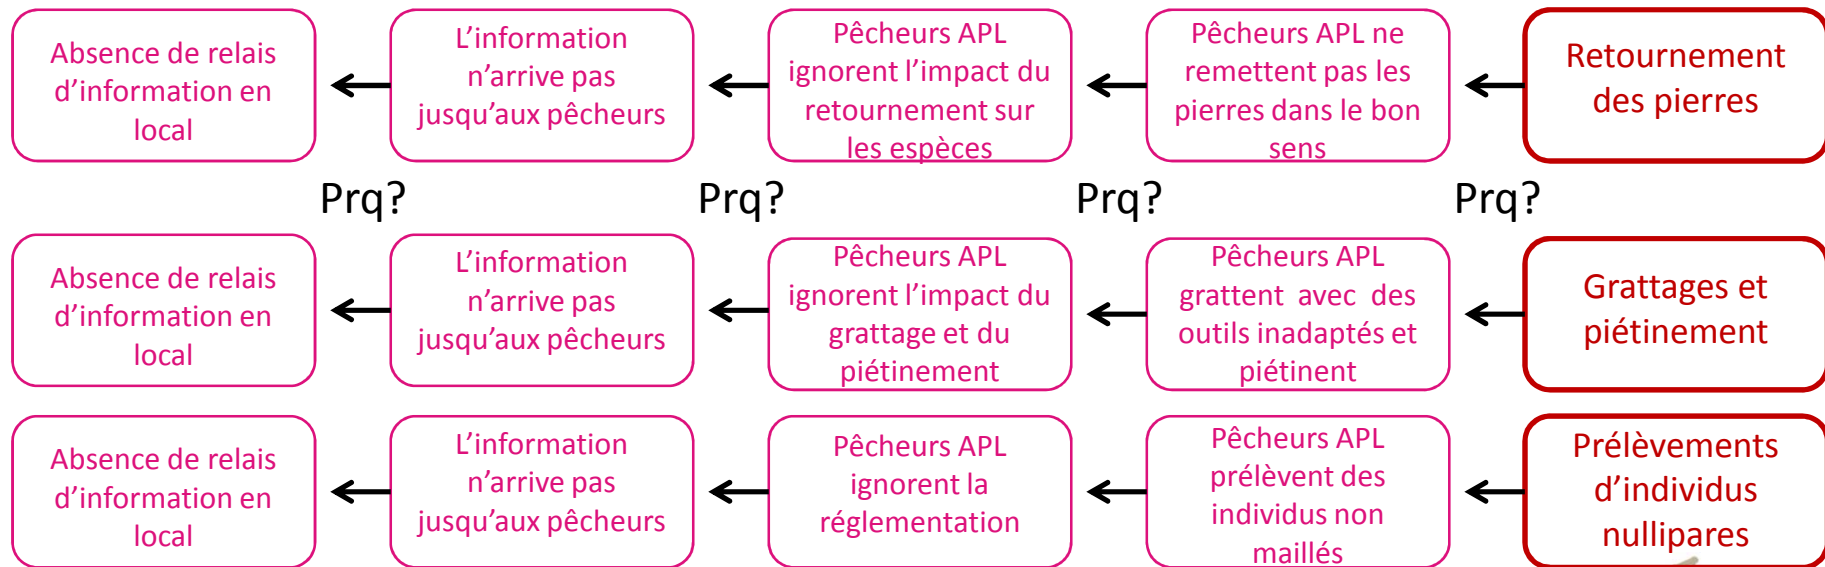 Absence de relais
d’information en
local
L’information
n’arrive pas
jusqu’aux pêcheurs
Pêcheurs APL
ignorent l’impact du
retournement sur
les espèces
Pêcheurs APL ne
remettent pas les
pierres dans le bon
sens
Retournement
des pierres
Prq?
Prq?
Prq?
Prq?
Absence de relais
d’information en
local
L’information
n’arrive pas
jusqu’aux pêcheurs
Pêcheurs APL
ignorent l’impact du
grattage et du
piétinement
Pêcheurs APL
grattent avec des
outils inadaptés et
piétinent
Grattages et
piétinement
Absence de relais
d’information en
local
L’information
n’arrive pas
jusqu’aux pêcheurs
Pêcheurs APL
ignorent la
réglementation
Pêcheurs APL
prélèvent des
individus non
maillés
Prélèvements
d’individus
nullipares